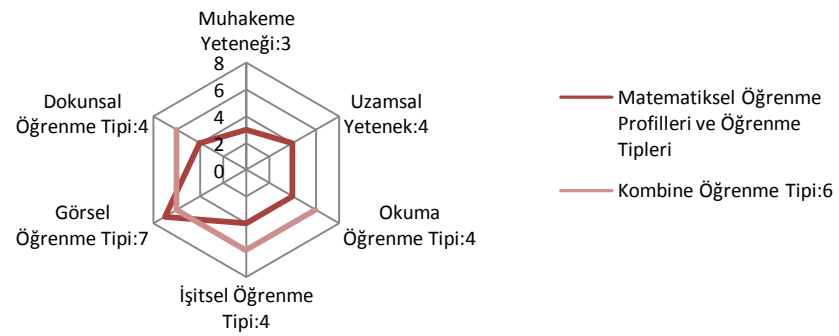 Muhakeme
Yeteneği:3
8
6
4
2
0
Uzamsal
Yetenek:4
Okuma
Öğrenme Tipi:4
İşitsel Öğrenme
Tipi:4
Görsel
Öğrenme Tipi:7
Dokunsal
Öğrenme Tipi:4
Matematiksel Öğrenme
Profilleri ve Öğrenme
Tipleri
Kombine Öğrenme Tipi:6